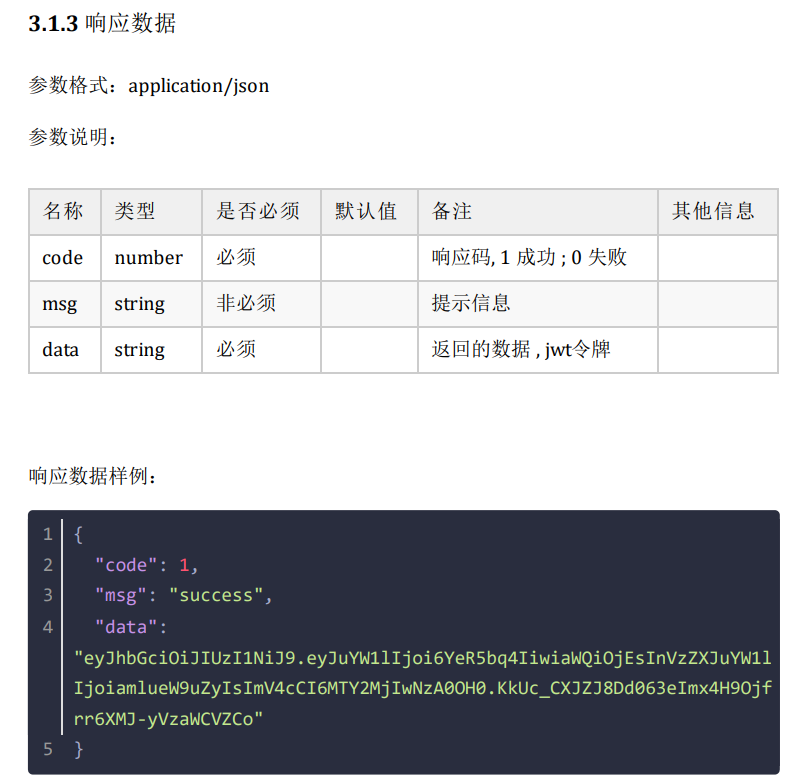 3.1.3 响应数据
参数格式：application/json
参数说明：
名称 类型 是否必须 默认值 备注 其他信息
code number 必须 响应码, 1 成功 ; 0 失败
msg string 非必须 提示信息
data string 必须 返回的数据 , jwt令牌
响应数据样例：
1 {
2 "code": 1,
3 "msg": "success",
4 "data":
"eyJhbGciOiJIUzI1NiJ9.eyJuYW1lIjoi6YeR5bq4IiwiaWQiOjEsInVzZXJuYW1l
IjoiamlueW9uZyIsImV4cCI6MTY2MjIwNzA0OH0.KkUc_CXJZJ8Dd063eImx4H9Ojf
rr6XMJ-yVzaWCVZCo"
5 }